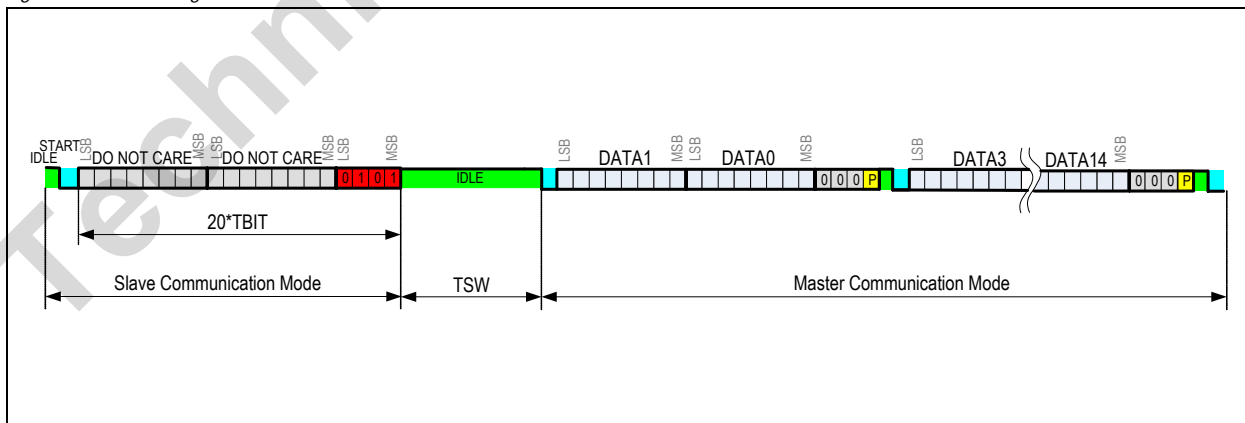 Techni
START
IDLE
LSB
DO NOT CARE
MSB
LSB
DO NOT CARE
MSB
LSB
MSB
0 1 0 1
IDLE
LSB
DATA1
MSB
LSB
DATA0
MSB
0 0 0 P
LSB
DATA3
DATA14
MSB
0 0 0 P
20*TBIT
Slave Communication Mode
TSW
Master Communication Mode